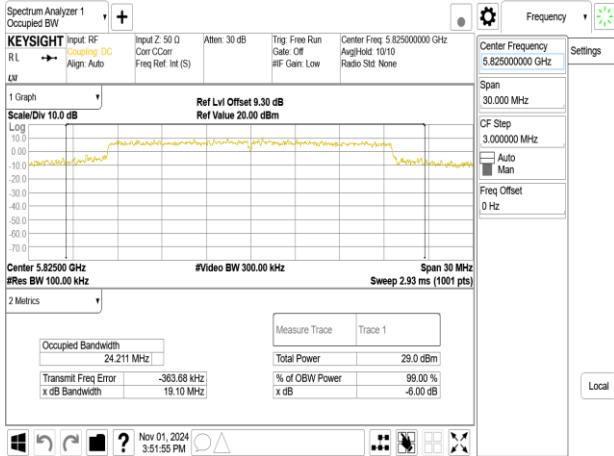 Spectrum Analyzer 1
Occupied BW
+
Frequency
KEYSIGHT
RL
LXI
Input: RF
Coupling: DC
Align: Auto
Input Z: 50 Ω
Corr CCorr
Freq Ref: Int (S)
Atten: 30 dB
Trig: Free Run
Gate: Off
#IF Gain: Low
Center Freq: 5.825000000 GHz
Avg|Hold: 10/10
Radio Std: None
Center Frequency
5.825000000 GHz
Settings
Span
30.000 MHz
CF Step
3.000000 MHz
Auto
Man
Freq Offset
0 Hz
Local
1 Graph
Scale/Div 10.0 dB
Ref Lvl Offset 9.30 dB
Ref Value 20.00 dBm
Log
10.0
0.00
-10.0
-20.0
-30.0
-40.0
-50.0
-60.0
-70.0
Center 5.82500 GHz
#Video BW 300.00 kHz
Span 30 MHz
#Res BW 100.00 kHz
Sweep 2.93 ms (1001 pts)
2 Metrics
Measure Trace
Trace 1
Occupied Bandwidth
24.211 MHz
Total Power
29.0 dBm
Transmit Freq Error
-363.68 kHz
% of OBW Power
99.00 %
x dB Bandwidth
19.10 MHz
x dB
-6.00 dB
?
Nov 01, 2024
3:51:55 PM